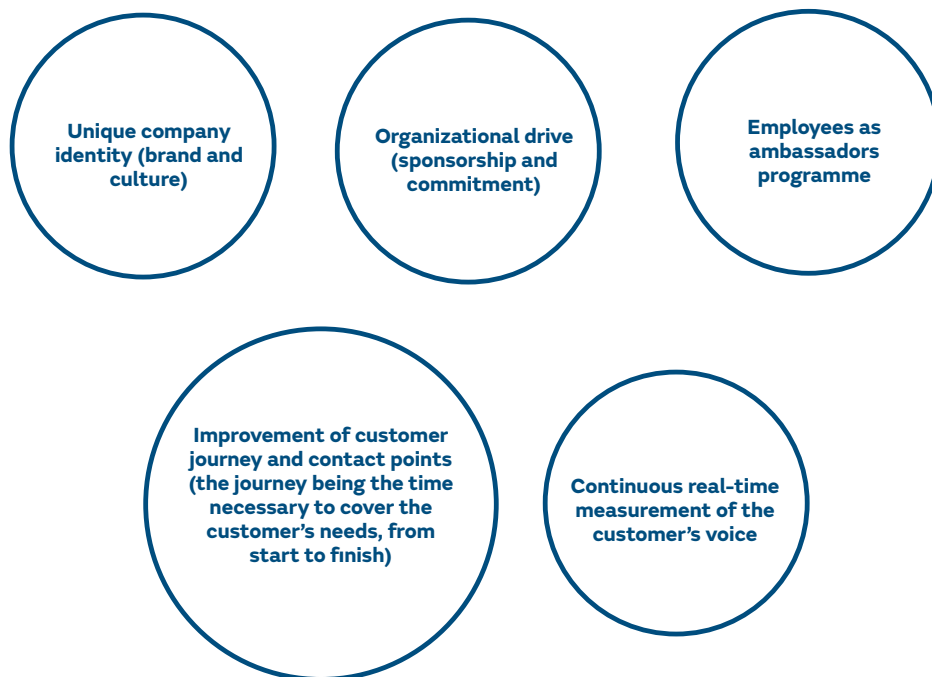 Unique company
identity (brand and
culture)
Organizational drive
(sponsorship and
commitment)
Employees as
ambassadors
programme
Improvement of customer
journey and contact points
(the journey being the time
necessary to cover the
customer’s needs, from
start to finish)
Continuous real-time
measurement of the
customer’s voice